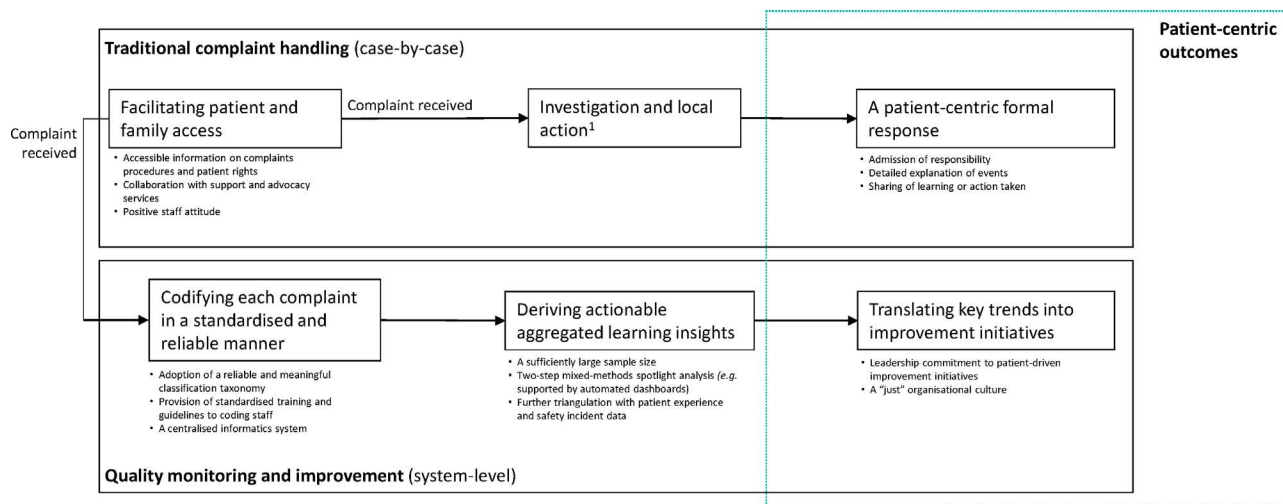 Patient-centric
outcomes
Traditional complaint handling (case-by-case)
Complaint
received
Facilitating patient and
family access
• Accessible information on complaints
procedures and patient rights
• Collaboration with support and advocacy
services
• Positive staff attitude
Complaint received
Investigation and local
action¹
A patient-centric formal
response
• Admission of responsibility
• Detailed explanation of events
• Sharing of learning or action taken
Codifying each complaint
in a standardised and
reliable manner
• Adoption of a reliable and meaningful
classification taxonomy
• Provision of standardised training and
guidelines to coding staff
• A centralised informatics system
Deriving actionable
aggregated learning insights
• A sufficiently large sample size
• Two-step mixed-methods spotlight analysis (e.g.
supported by automated dashboards)
• Further triangulation with patient experience
and safety incident data
Translating key trends into
improvement initiatives
• Leadership commitment to patient-driven
improvement initiatives
• A “just” organisational culture
Quality monitoring and improvement (system-level)